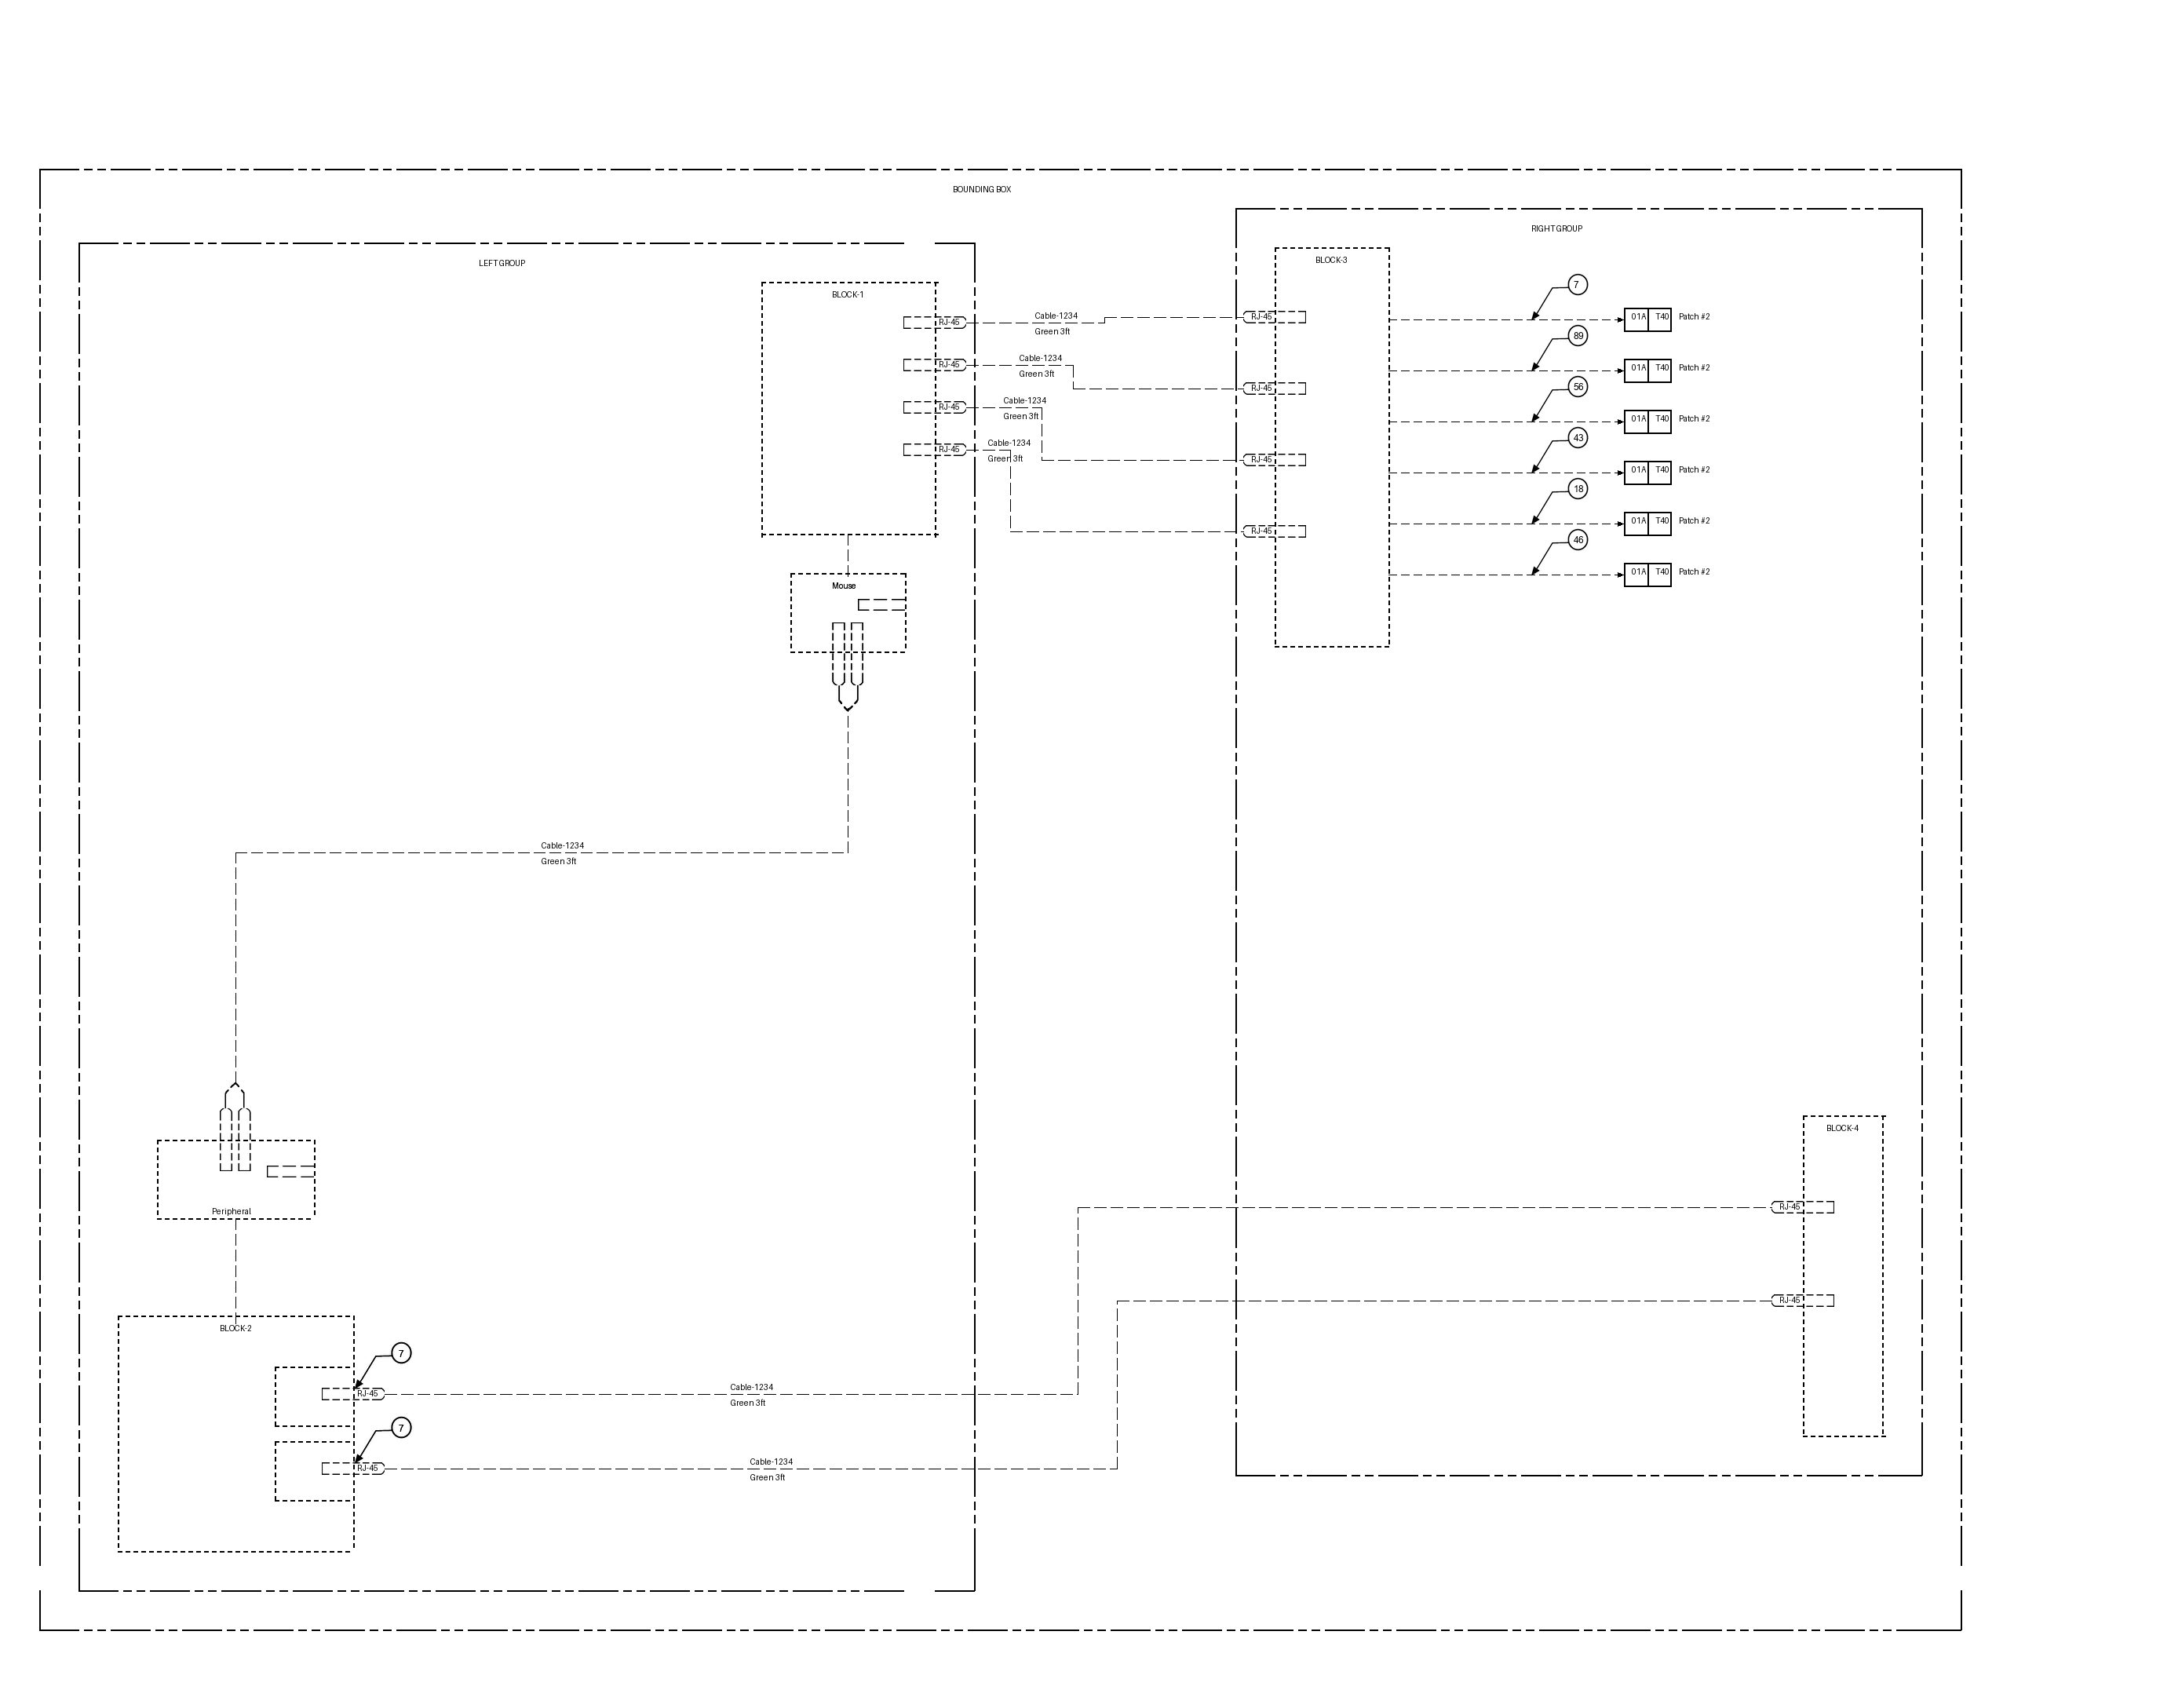 BOUNDING BOX
RIGHT GROUP
LEFT GROUP
BLOCK-3
BLOCK-1
7
RJ-45 Cable-1234 RJ-45
Green 3ft
01A T40 Patch #2
89
RJ-45 Cable-1234
Green 3ft
01A T40 Patch #2
RJ-45
56
RJ-45 Cable-1234
Green 3ft
01A T40 Patch #2
43
RJ-45 Cable-1234
Green 3ft
RJ-45
01A T40 Patch #2
18
01A T40 Patch #2
RJ-45
46
01A T40 Patch #2
Mouse
Cable-1234
Green 3ft
BLOCK-4
RJ-45
Peripheral
RJ-45
BLOCK-2
7
RJ-45 Cable-1234
Green 3ft
7
RJ-45 Cable-1234
Green 3ft